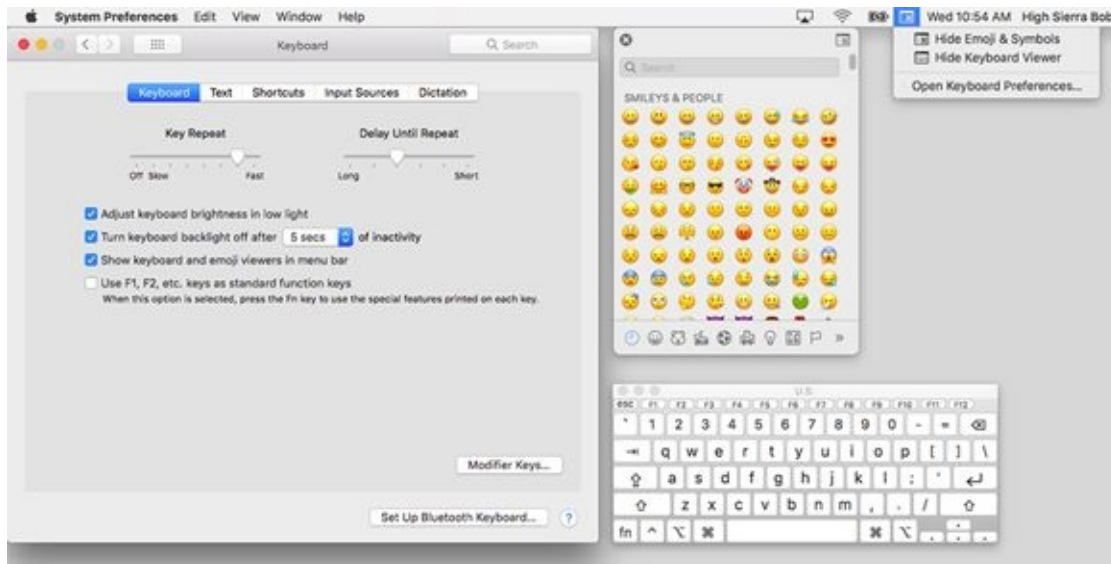 System Preferences Edit View Window Help
Wed 10:54 AM High Sierra Bob
Keyboard
Search
Keyboard Text Shortcuts Input Sources Dictation
Key Repeat
Delay Until Repeat
Off Slow Fast
Long Short
Adjust keyboard brightness in low light
Turn keyboard backlight off after 5 secs of inactivity
Show keyboard and emoji viewers in menu bar
Use F1, F2, etc. keys as standard function keys
When this option is selected, press the Fn key to use the special features printed on each key.
Modifier Keys...
Set Up Bluetooth Keyboard... ?
Search
SMILEYS & PEOPLE
Hide Emoji & Symbols
Hide Keyboard Viewer
Open Keyboard Preferences...
U.S.
esc F1 F2 F3 F4 F5 F6 F7 F8 F9 F10 F11 F12
` 1 2 3 4 5 6 7 8 9 0 - =
q w e r t y u i o p [ ] \
a s d f g h j k l ; '
z x c v b n m , . /
fn ^ ⌥ ⌘ ⌘ ⌥